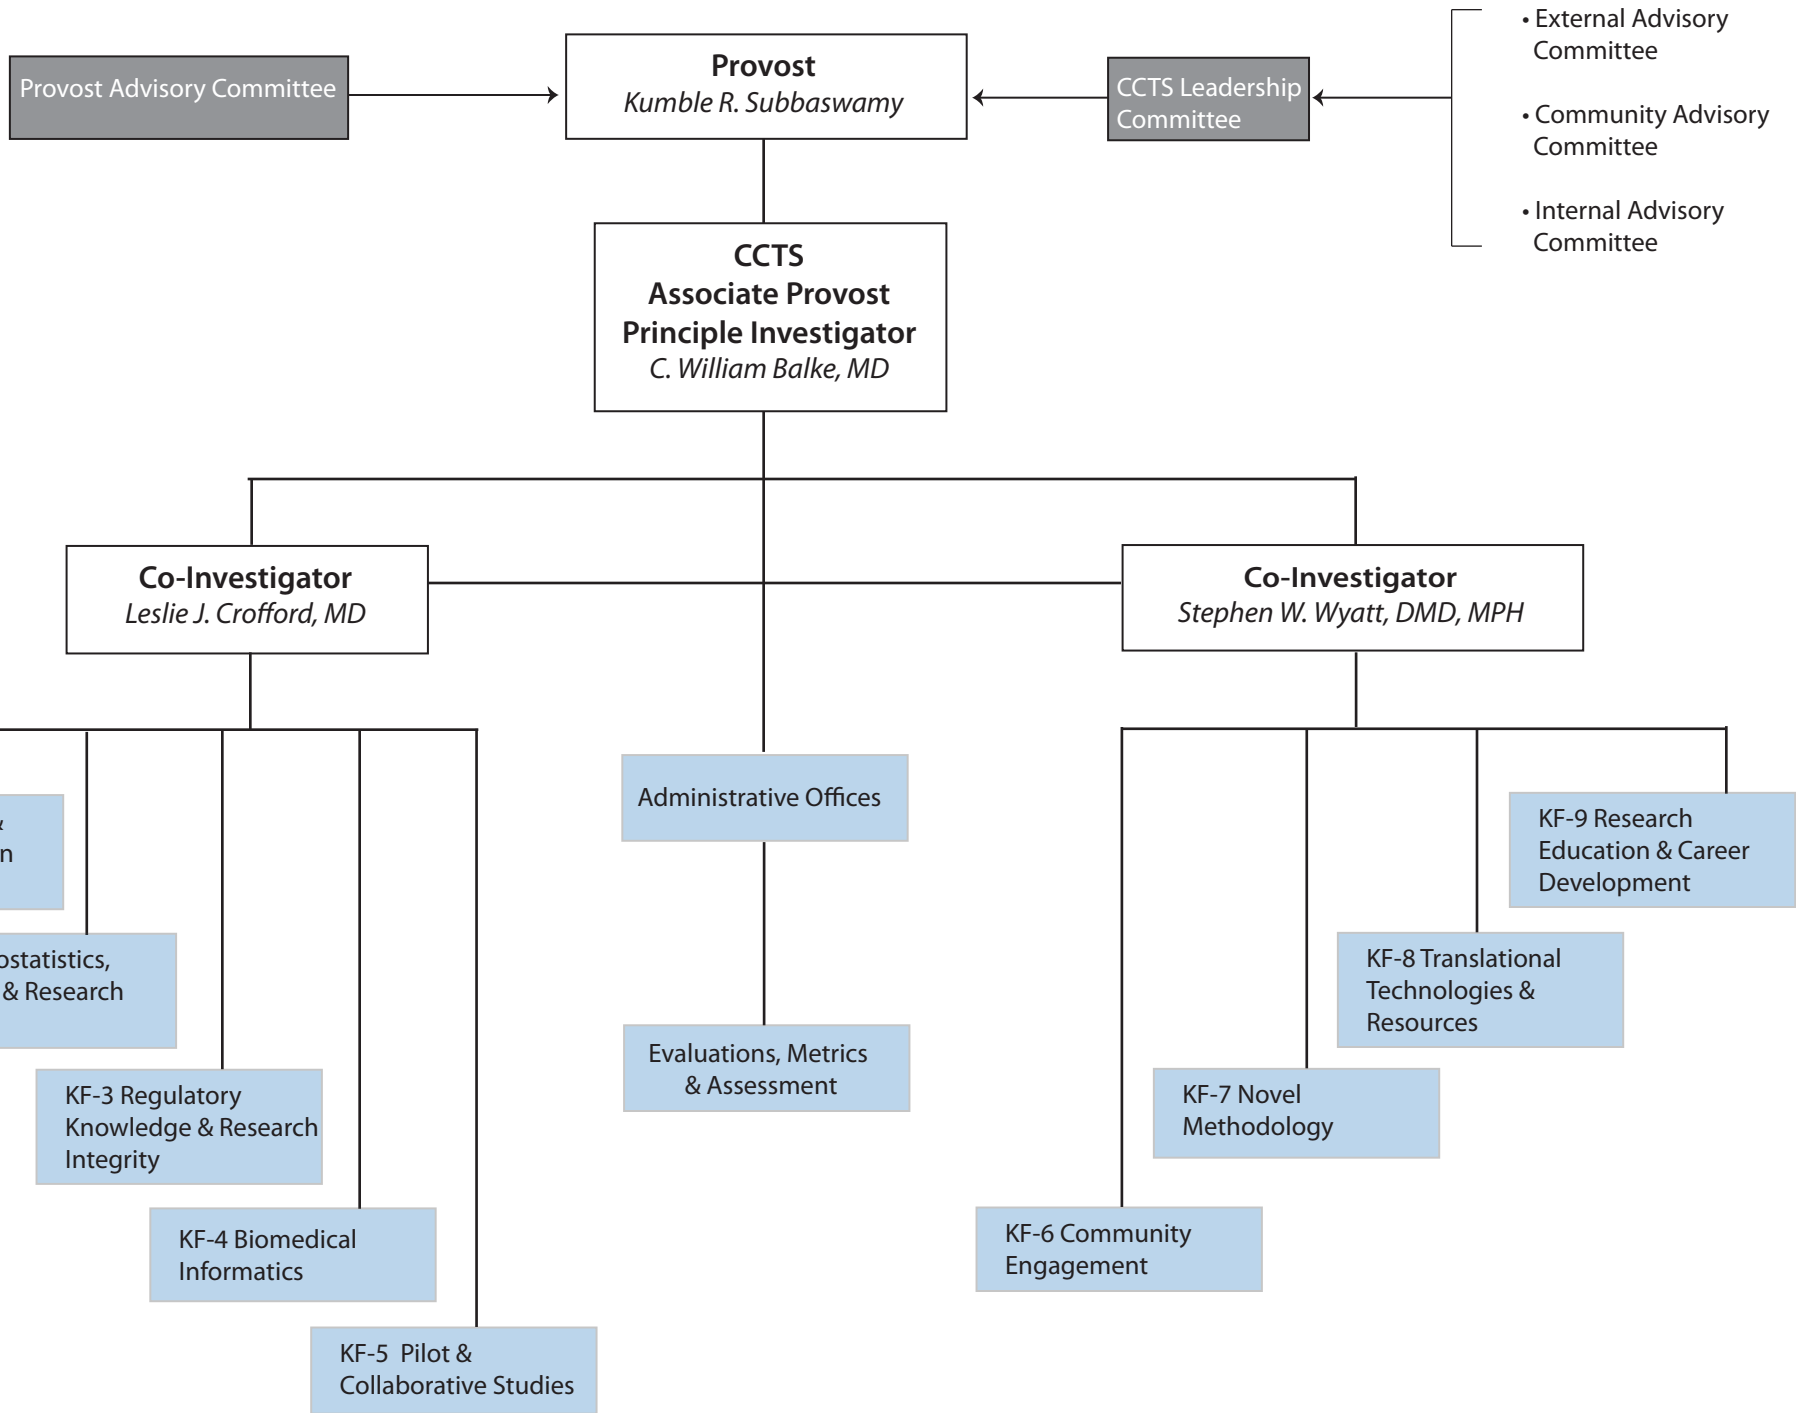 Provost Advisory Committee
Provost
Kumble R. Subbaswamy
CCTS Leadership
Committee
• External Advisory
Committee
• Community Advisory
Committee
• Internal Advisory
Committee
CCTS
Associate Provost
Principle Investigator
C. William Balke, MD
Co-Investigator
Leslie J. Crofford, MD
Co-Investigator
Stephen W. Wyatt, DMD, MPH
&
& Research
KF-3 Regulatory
Knowledge & Research
Integrity
KF-4 Biomedical
Informatics
KF-5 Pilot &
Collaborative Studies
Administrative Offices
Evaluations, Metrics
& Assessment
KF-6 Community
Engagement
KF-7 Novel
Methodology
KF-8 Translational
Technologies &
Resources
KF-9 Research
Education & Career
Development